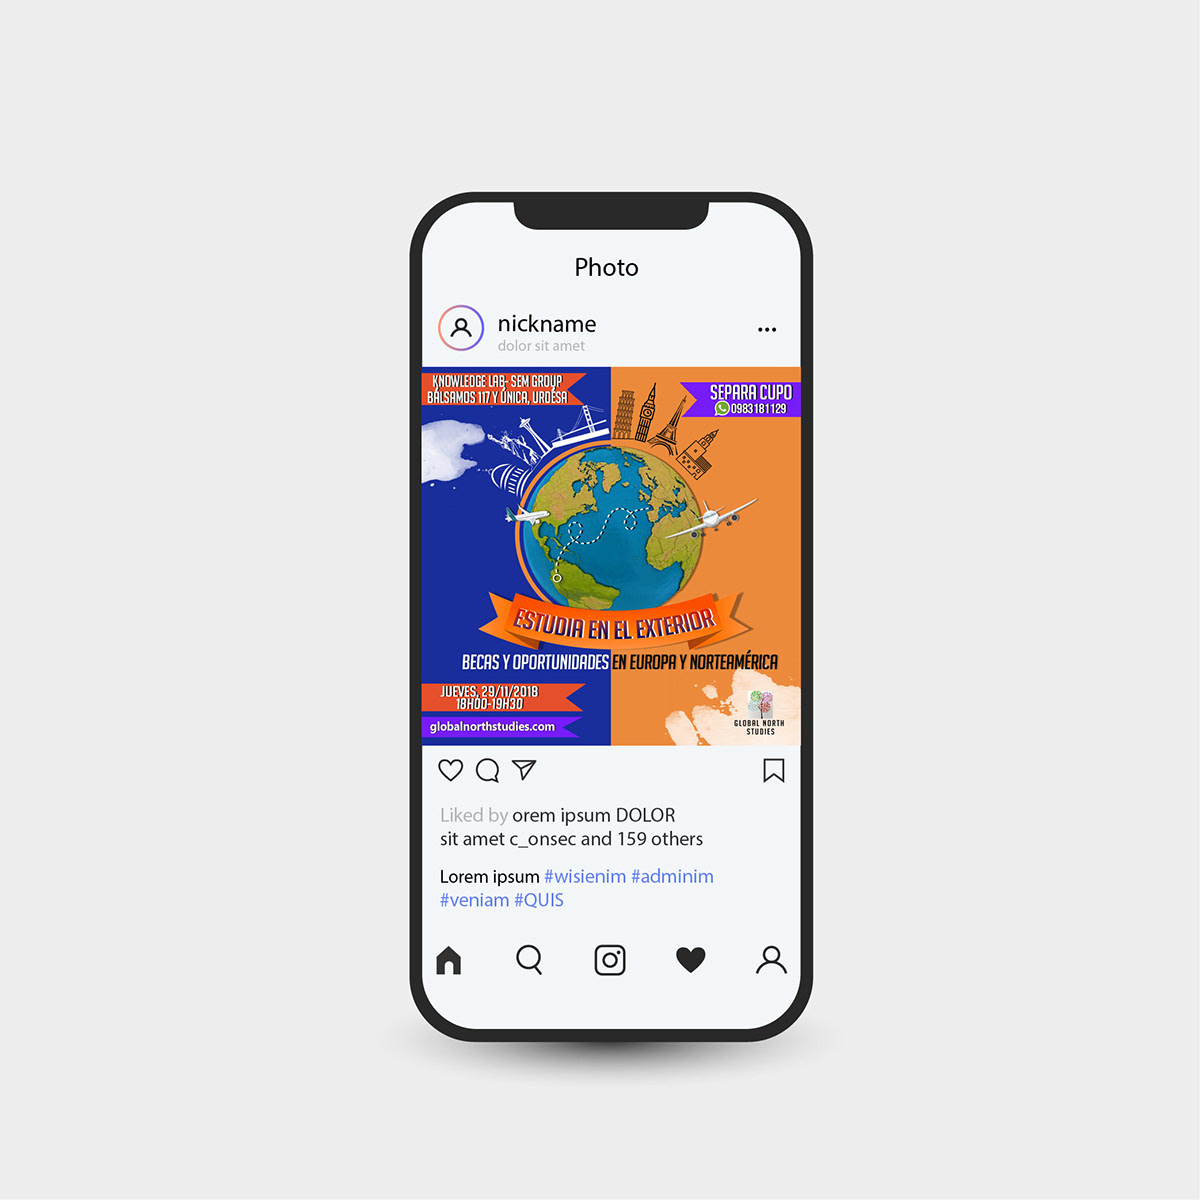 Photo
nickname
dolor sit amet
KNOWLEDGE LAB- SEM GROUP
BÁLSAMOS 117 Y ÚNICA, URDESA
SEPARA CUPO
0983181129
ESTUDIA EN EL EXTERIOR
BECAS Y OPORTUNIDADES EN EUROPA Y NORTEAMÉRICA
JUEVES, 29/11/2018
18H00-19H30
globalnorthstudies.com
GLOBAL NORTH
STUDIES
Liked by orem ipsum DOLOR
sit amet c_onsec and 159 others
Lorem ipsum #wisienim #adminim
#veniam #QUIS